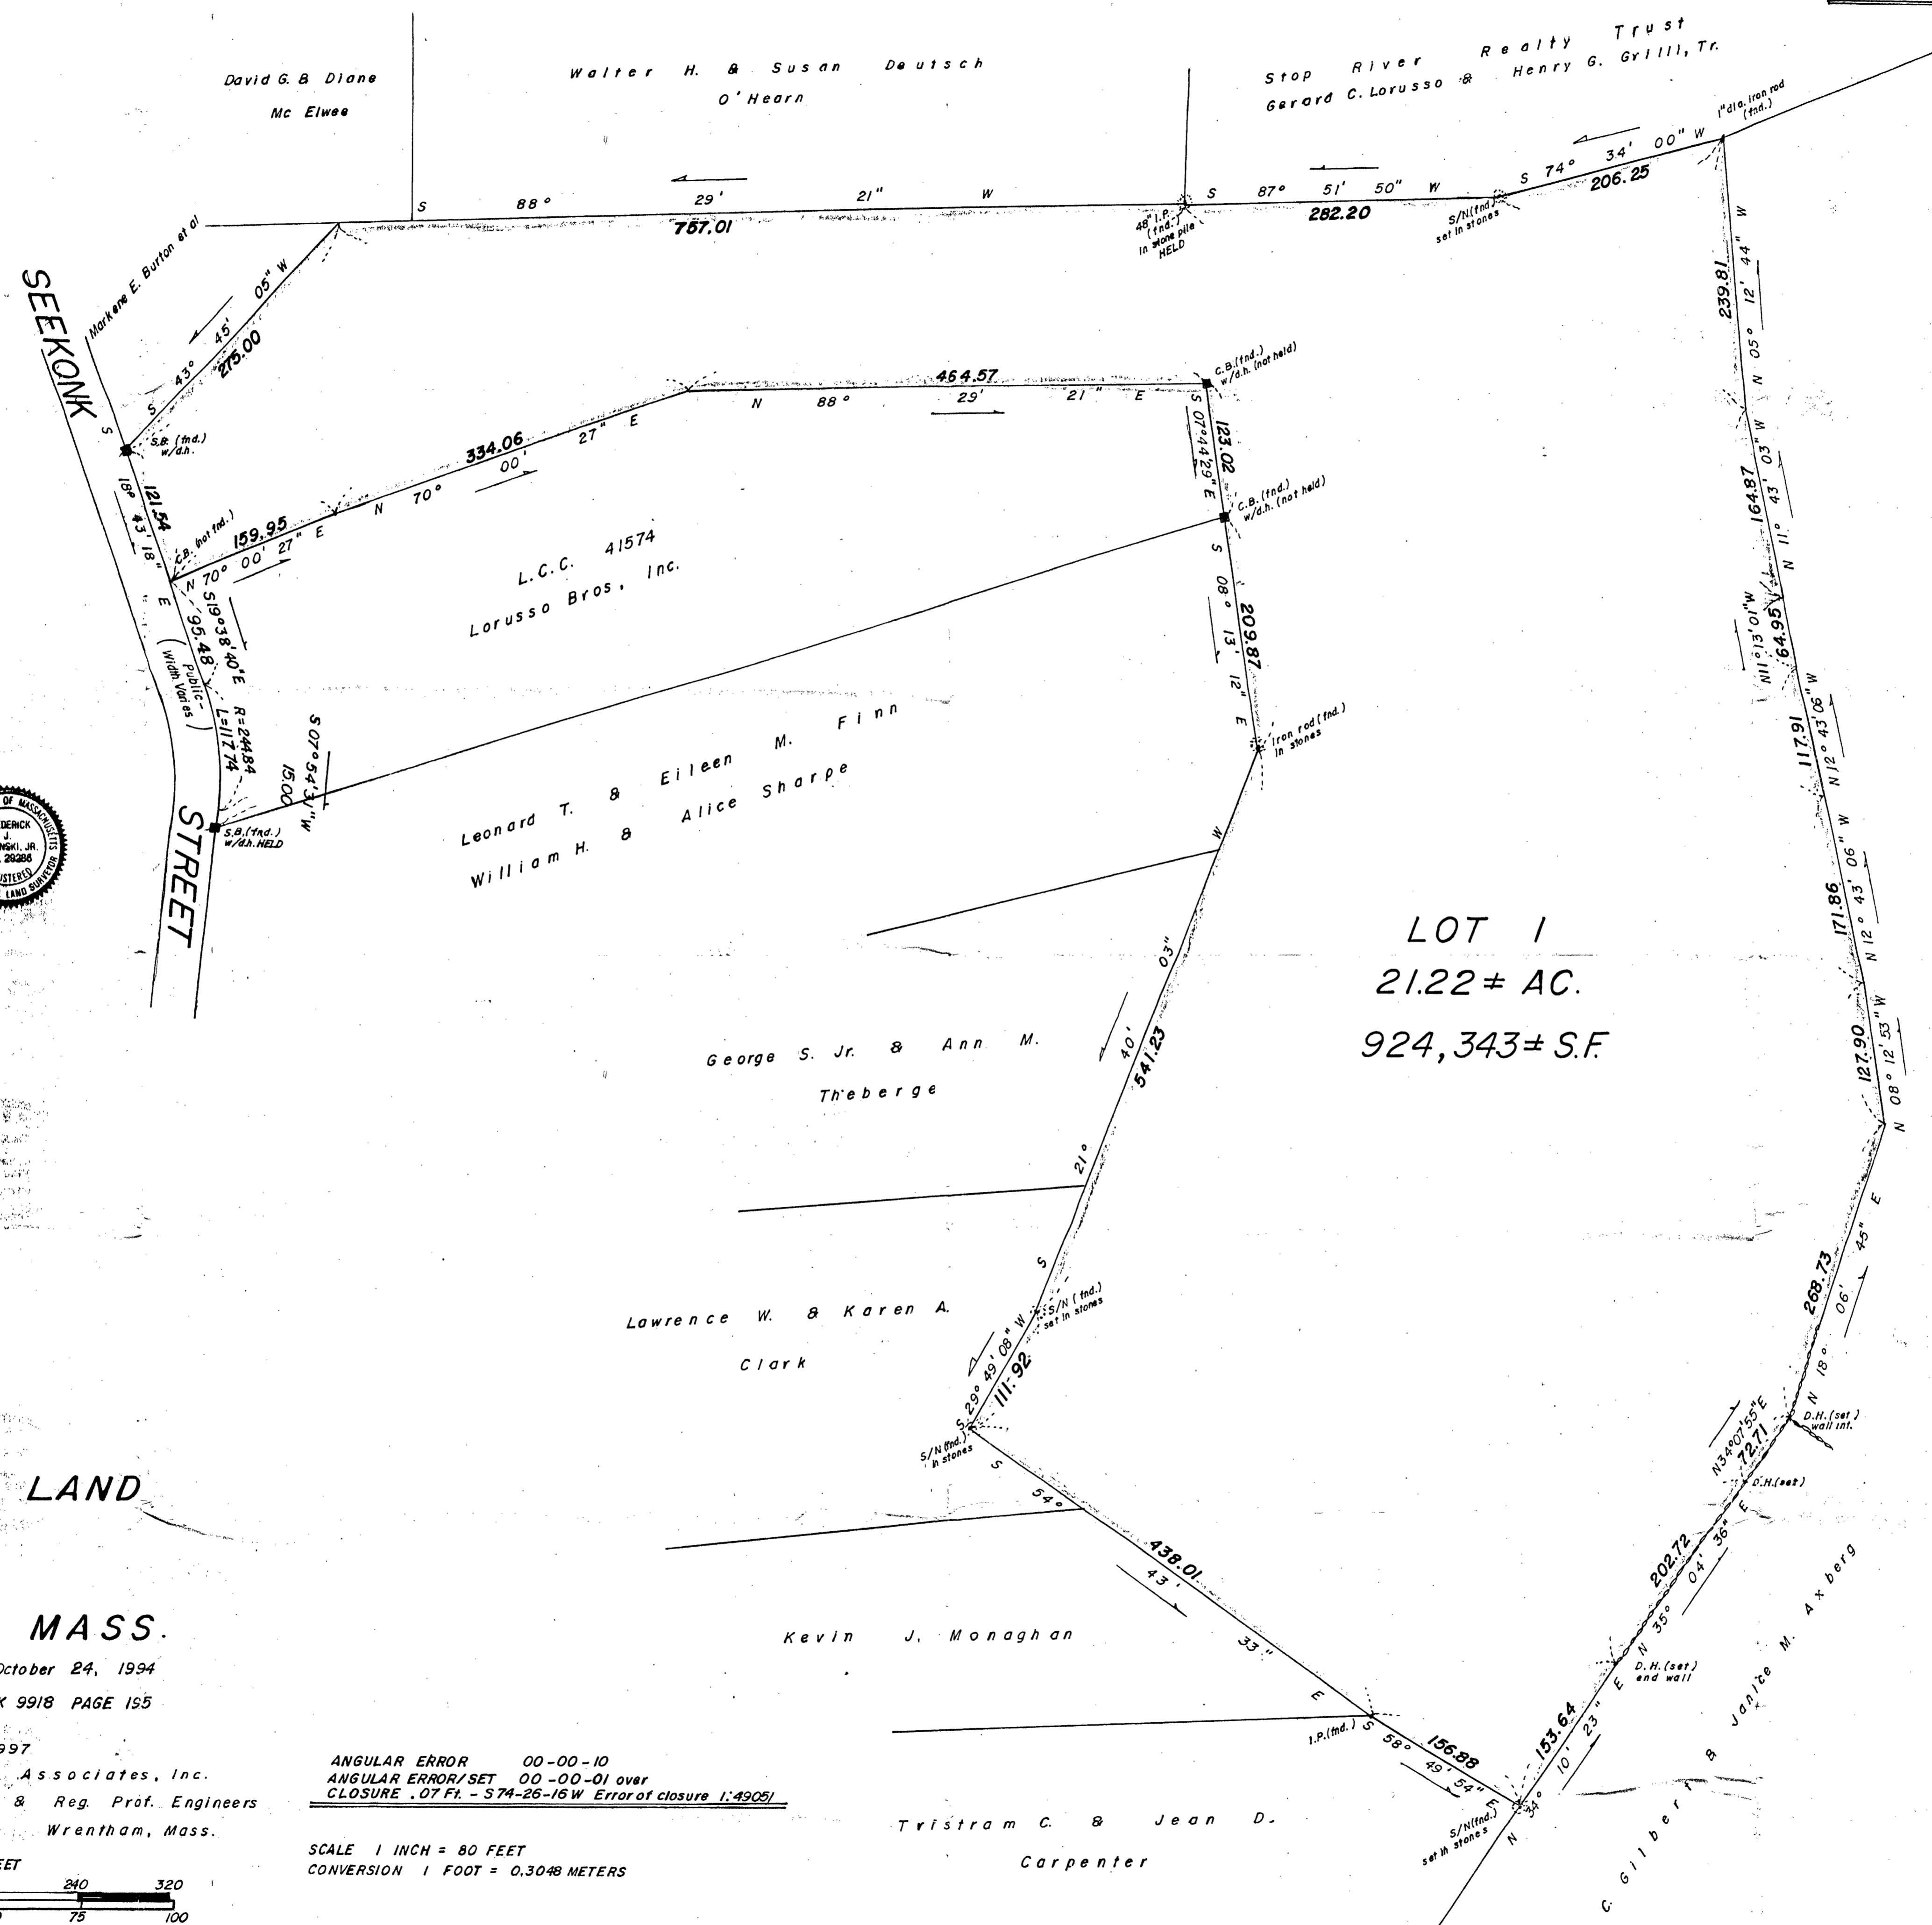 David G. & Diane
Mc Elwee
Walter H. & Susan Deutsch
O'Hearn
Stop River Realty Trust
Gerard C. Lorusso & Henry G. Grilli, Tr.
1" dia. iron rod
(fnd.)
S 74° 34' 00" W
206.25
S 87° 51' 50" W
282.20
S/N (fnd.)
set in stones
S 88° 29' 21" W
757.01
48" I.P.
(fnd.)
in stone pile
HELD
Markene E. Burton et al
SEEKONK
S 43° 45' 05" W
275.00
S.B. (fnd.)
w/d.h.
S 18° 43' 18" E
121.54
C.B. (not fnd.)
159.95
N 70° 00' 27" E
334.06
N 70° 00' 27" E
464.57
N 88° 29' 21" E
C.B. (fnd.)
w/d.h. (not held)
S 07° 44' 29" E
123.02
C.B. (fnd.)
w/d.h. (not held)
S 08° 13' 12" E
209.87
Iron rod (fnd.)
in stones
L.C.C. 41574
Lorusso Bros, Inc.
S19°38'40"E
95.48
(Public-
Width Varies)
R=244.84
L=117.74
S 07° 54' 31" W
15.00
S.B. (fnd.)
w/d.h. HELD
STREET
Leonard T. & Eileen M. Finn
William H. & Alice Sharpe
239.81
N 05° 12' 44" W
164.87
N 11° 43' 03" W
N11°13'01"W
64.95
117.91
N 12° 43' 06" W
171.86
N 12° 43' 06" W
127.90
N 08° 12' 53" W
LOT 1
21.22± AC.
924,343± S.F.
S 21° 40' 03" W
541.23
George S. Jr. & Ann M.
Theberge
268.73
N 18° 06' 45" E
Lawrence W. & Karen A.
Clark
S/N (fnd.)
set in stones
S 29° 49' 08" W
111.92
S/N (fnd.)
in stones
N34°07'55"E
72.71
D.H. (set)
wall int.
D.H. (set)
S 54° 43' 33" E
438.01
202.72
N 35° 04' 36" E
D.H. (set)
end wall
Kevin J. Monaghan
I.P. (fnd.)
S 58° 49' 54" E
156.88
153.64
N 34° 10' 23" E
S/N (fnd.)
set in stones
Tristram C. & Jean D.
Carpenter
C. Gilbert & Janice M. Axberg
OF MASSACHUSETTS
J.
NSKI, JR.
29286
LAND SURVEYOR
LAND
MASS.
October 24, 1994
9918 PAGE 195
997
Associates, Inc.
& Reg. Prof. Engineers
Wrentham, Mass.
240 320
75 100
ANGULAR ERROR 00-00-10
ANGULAR ERROR/SET 00-00-01 over
CLOSURE .07 Ft. - S74-26-16W Error of closure 1:49051
SCALE 1 INCH = 80 FEET
CONVERSION 1 FOOT = 0.3048 METERS